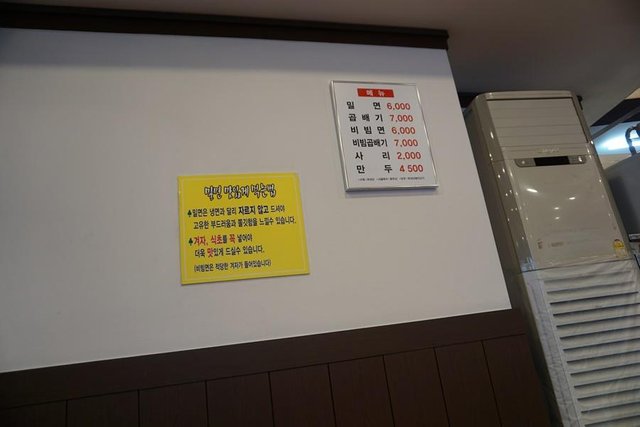 메뉴
밀 면 6,000
곱배기 7,000
비빔면 6,000
비빔곱배기 7,000
사 리 2,000
만 두 4 500
밀면 맛있게 먹는법
♠밀면은 냉면과 달리 자르지 않고 드셔야
고유한 부드러움과 쫄깃함을 느낄수 있습니다.
♠겨자, 식초를 꼭 넣어야
더욱 맛있게 드실수 있습니다.
(비빔면은 적당한 겨자가 들어있습니다)